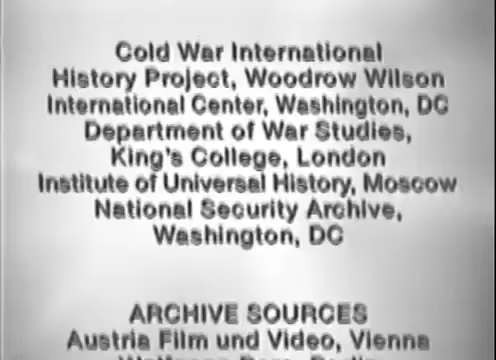 Cold War International
History Project, Woodrow Wilson
International Center, Washington, DC
Department of War Studies,
King's College, London
Institute of Universal History, Moscow
National Security Archive,
Washington, DC
ARCHIVE SOURCES
Austria Film und Video, Vienna